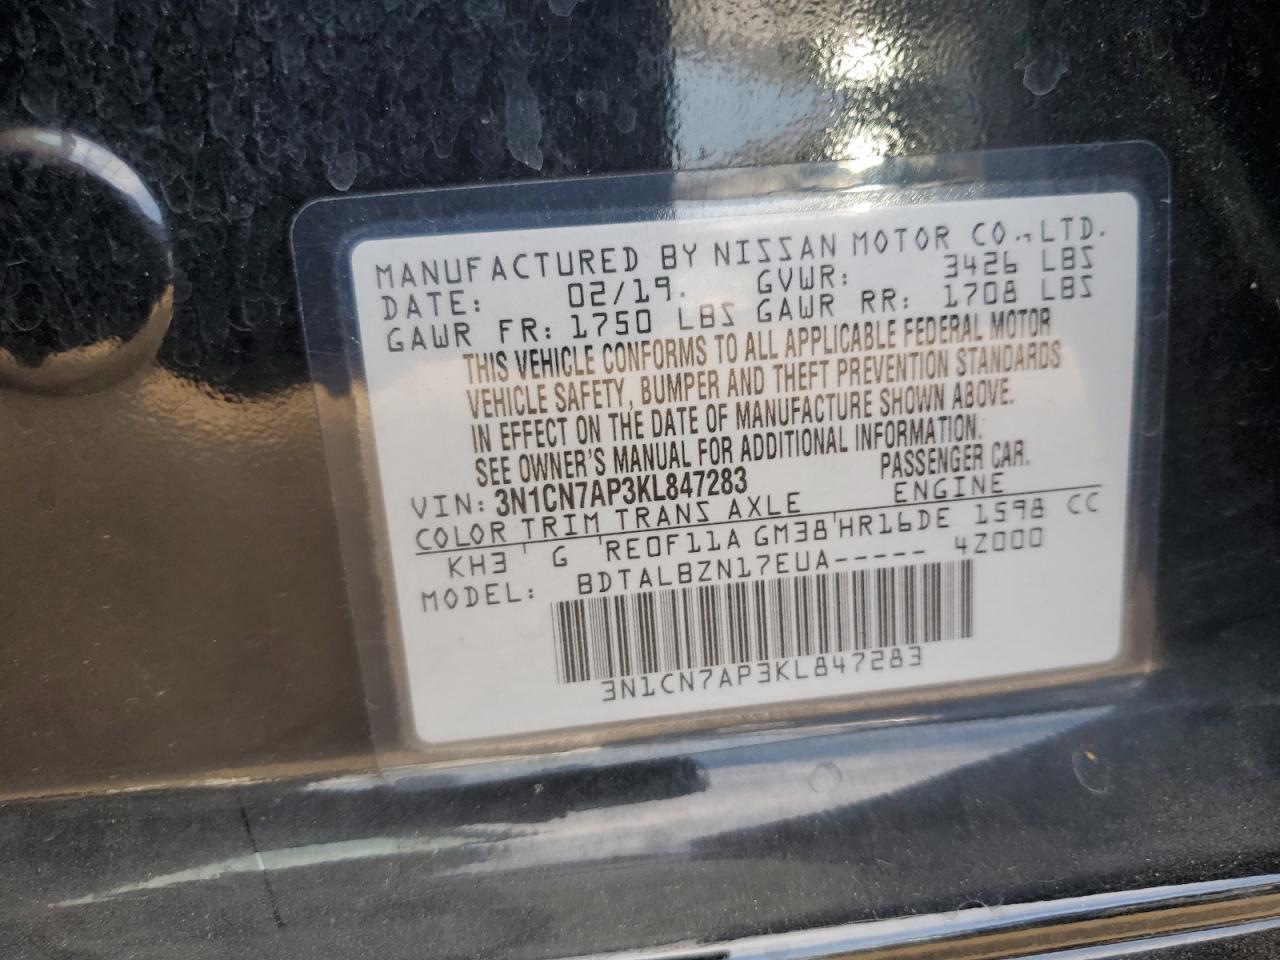 MANUFACTURED BY NISSAN MOTOR CO., LTD.
DATE: 02/19. GVWR: 3426 LBS
GAWR FR: 1750 LBS GAWR RR: 1708 LBS
THIS VEHICLE CONFORMS TO ALL APPLICABLE FEDERAL MOTOR
VEHICLE SAFETY, BUMPER AND THEFT PREVENTION STANDARDS
IN EFFECT ON THE DATE OF MANUFACTURE SHOWN ABOVE.
SEE OWNER'S MANUAL FOR ADDITIONAL INFORMATION.
VIN: 3N1CN7AP3KL847283 PASSENGER CAR.
COLOR TRIM TRANS AXLE ENGINE
KH3 ' G ' RE0F11A GM38 ' HR16DE 1598 CC
MODEL: BDTALBZN17EUA----- 4Z000
3N1CN7AP3KL847283